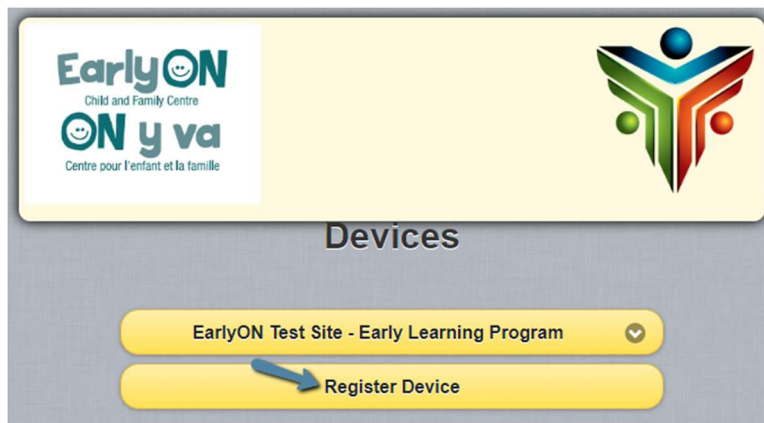 EarlyON
Child and Family Centre
ON y va
Centre pour l'enfant et la famille
Devices
EarlyON Test Site - Early Learning Program
Register Device